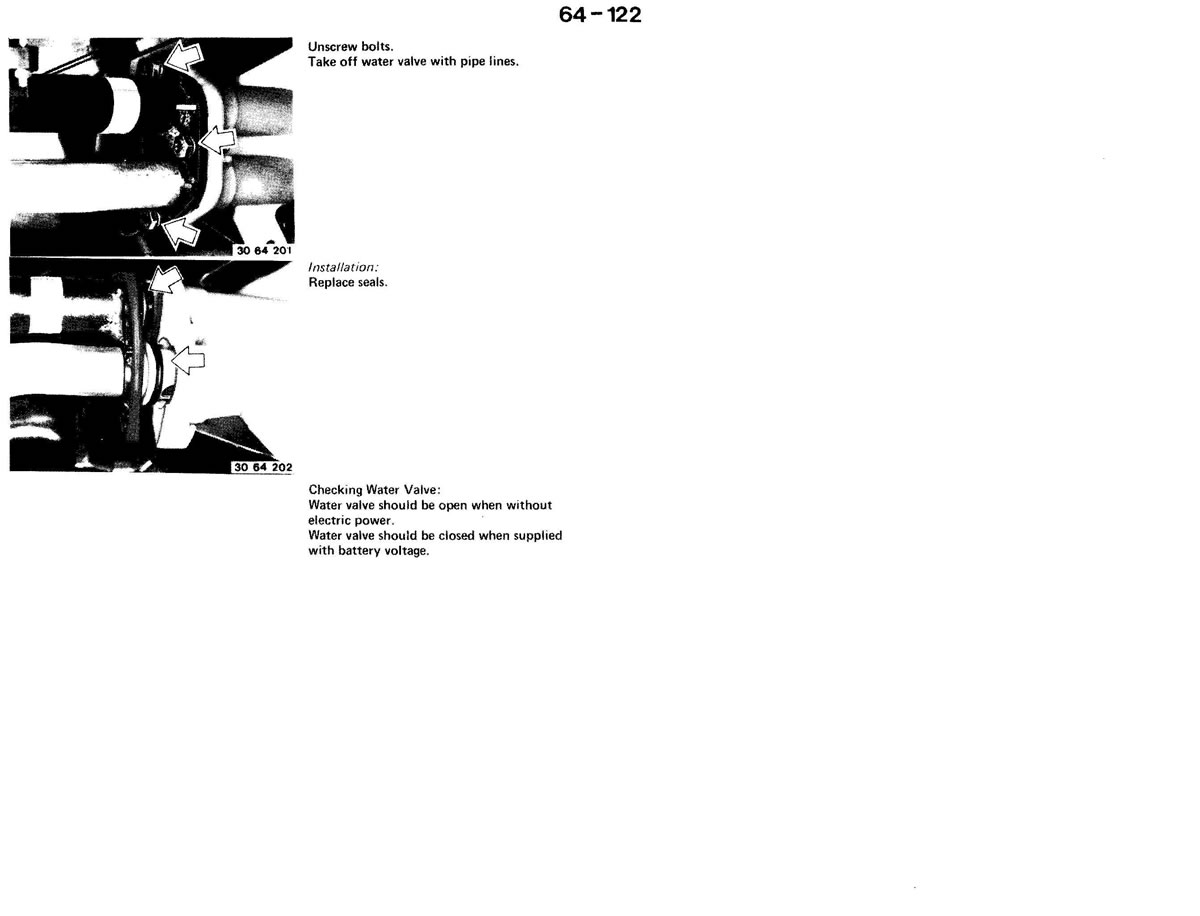 64-122
Unscrew bolts.
Take off water valve with pipe lines.
30 64 201
Installation:
Replace seals.
30 64 202
Checking Water Valve:
Water valve should be open when without
electric power.
Water valve should be closed when supplied
with battery voltage.